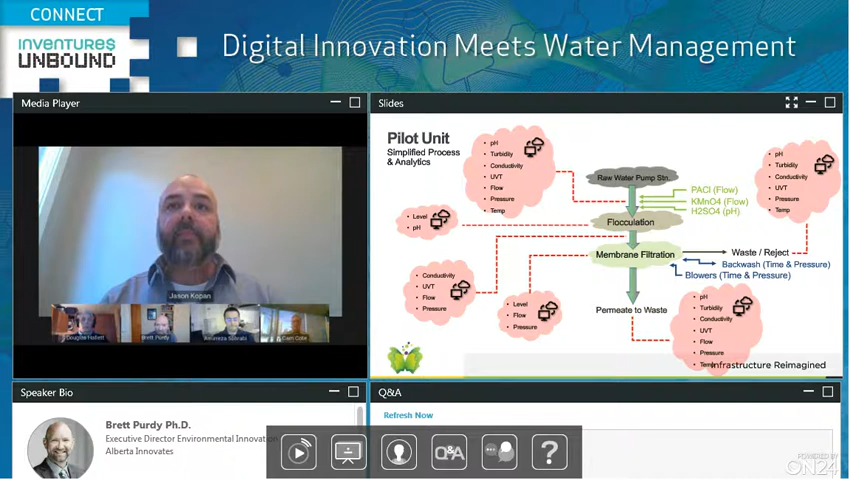 CONNECT
INVENTURES
UNBOUND
Digital Innovation Meets Water Management
Media Player
Jason Kopan
Douglas Hallett
Brett Purdy
Slides
Pilot Unit
Simplified Process
& Analytics
• pH
• Turbidity
• Conductivity
• UVT
• Flow
• Pressure
• Temp
• Level
• pH
• Conductivity
• UVT
• Flow
• Pressure
• Level
• Flow
• Pressure
Raw Water Pump Stn.
PACl (Flow)
KMnO4 (Flow)
H2SO4 (pH)
Flocculation
Membrane Filtration
Waste / Reject
Backwash (Time & Pressure)
Blowers (Time & Pressure)
Permeate to Waste
• pH
• Turbidity
• Conductivity
• UVT
• Flow
• Pressure
• Temp
• pH
• Turbidity
• Conductivity
• UVT
• Flow
• Pressure
• Temp
Infrastructure Reimagined
Speaker Bio
Brett Purdy Ph.D.
Executive Director Environmental Innovation
Alberta Innovates
Q&A
Refresh Now
Q&A
?
POWERED BY
ON24